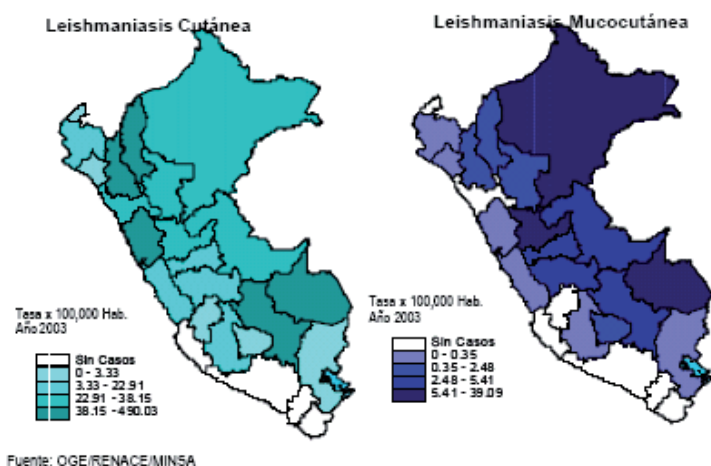 Leishmaniasis Cutánea
Tasa x 100,000 Hab.
Año 2003
Sin Casos
0 - 3.33
3.33 - 22.91
22.91 - 38.15
38.15 - 490.03
Leishmaniasis Mucocutánea
Tasa x 100,000 Hab.
Año 2003
Sin Casos
0 - 0.35
0.35 - 2.48
2.48 - 5.41
5.41 - 39.09
Fuente: OGE/RENACE/MINSA